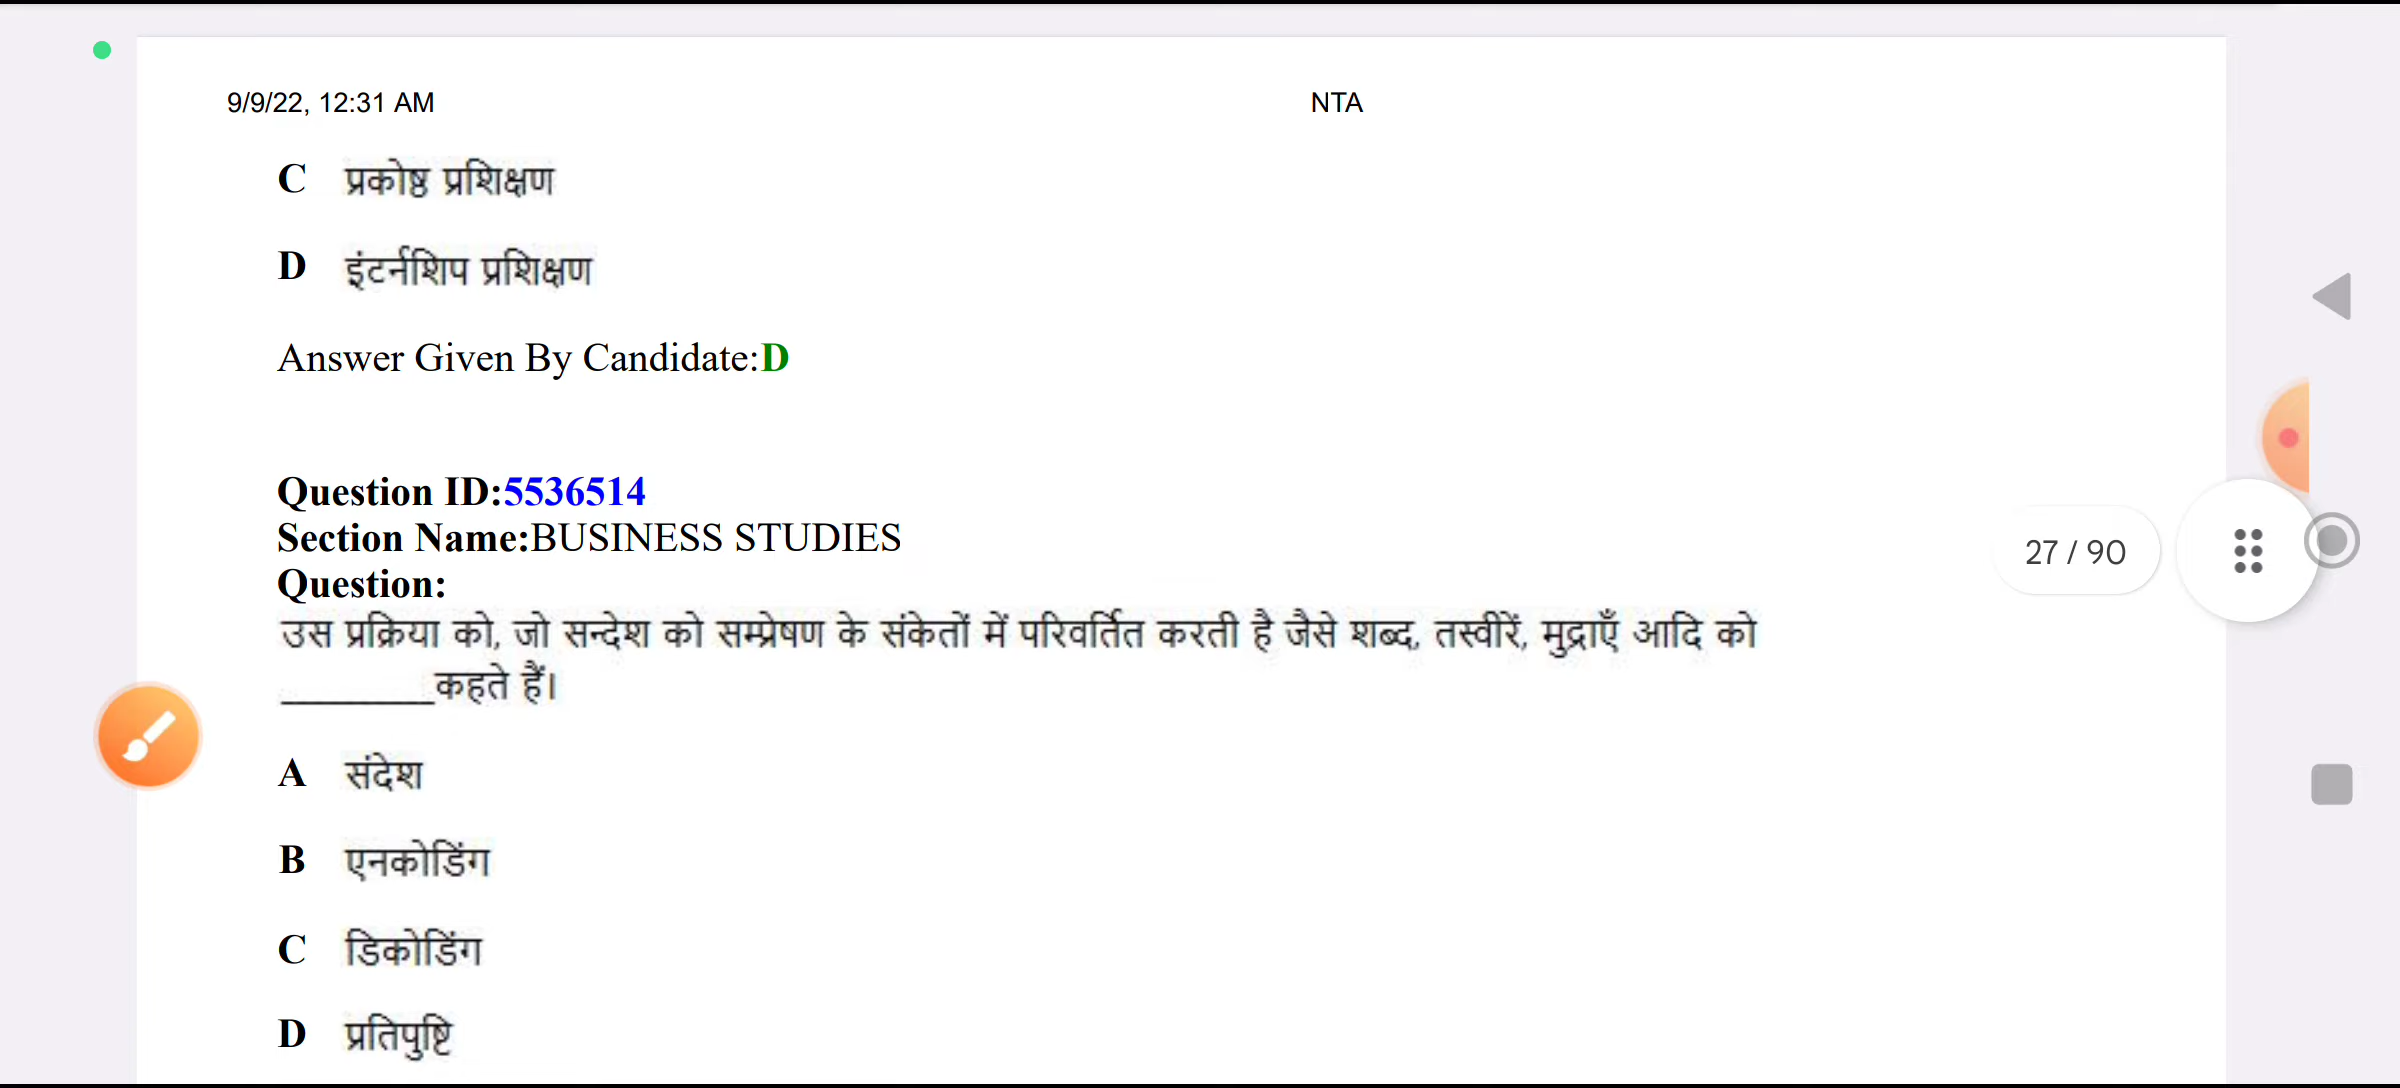 9/9/22, 12:31 AM NTA
C प्रकोष्ठ प्रशिक्षण
D इंटर्नशिप प्रशिक्षण
Answer Given By Candidate:D
Question ID:5536514
Section Name:BUSINESS STUDIES
27 / 90
Question:
उस प्रक्रिया को, जो सन्देश को सम्प्रेषण के संकेतों में परिवर्तित करती है जैसे शब्द, तस्वीरें, मुद्राएँ आदि को
________कहते हैं।
A संदेश
B एनकोडिंग
C डिकोडिंग
D प्रतिपुष्टि